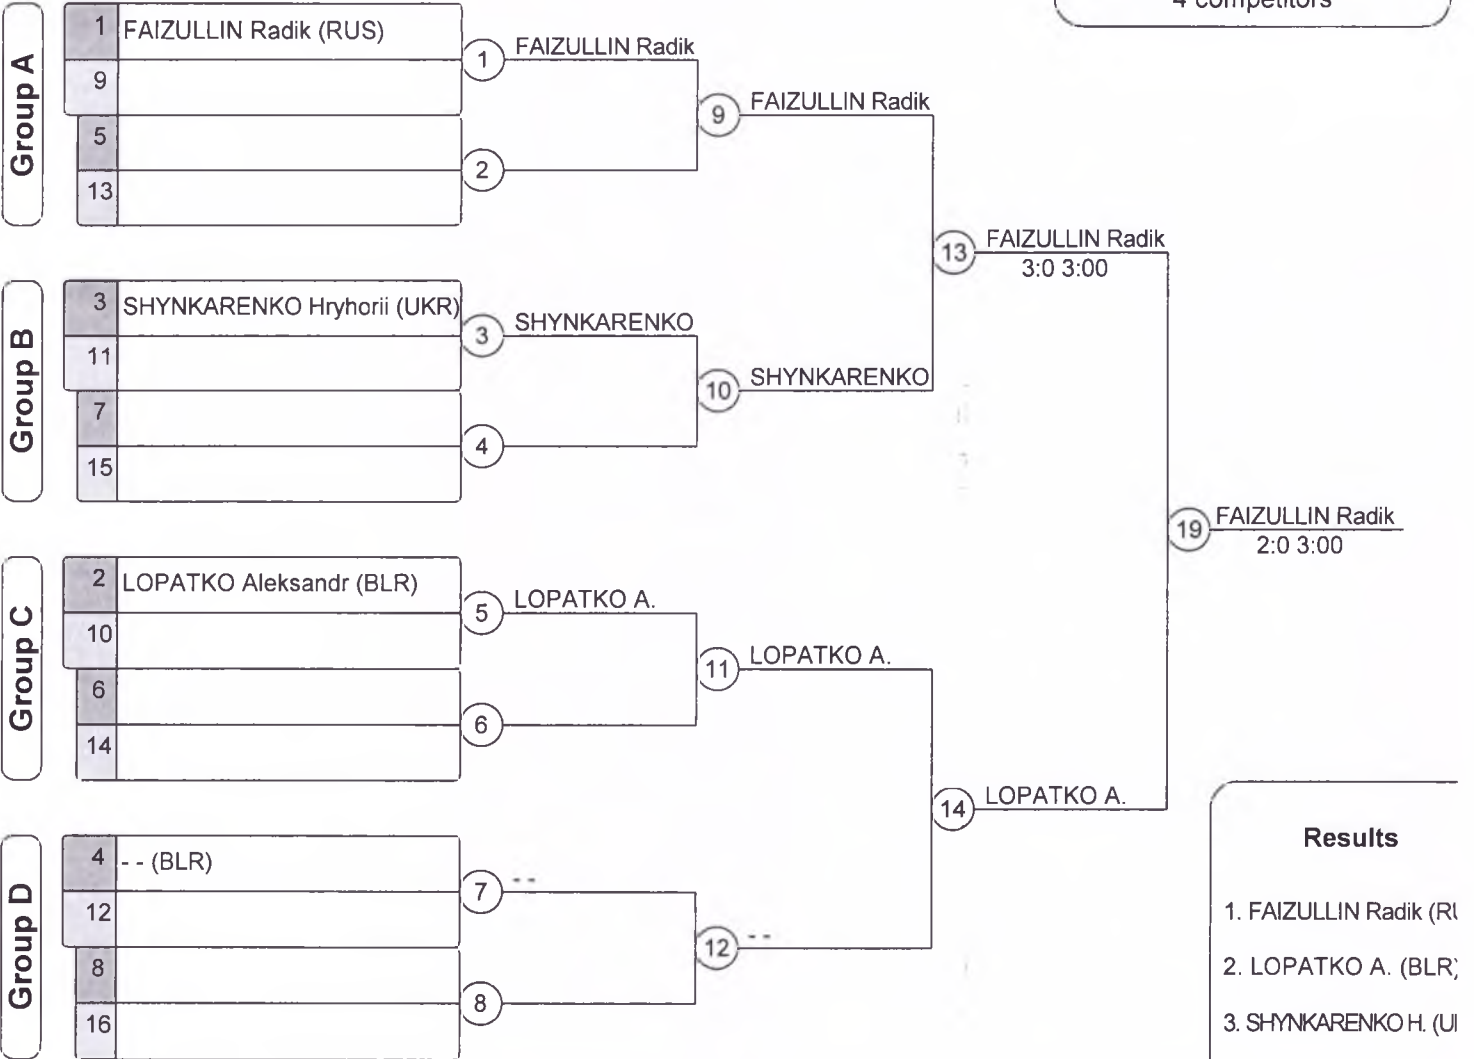 4 competitors
Group A
1 FAIZULLIN Radik (RUS)
9
5
13
1 FAIZULLIN Radik
2
9 FAIZULLIN Radik
Group B
3 SHYNKARENKO Hryhorii (UKR)
11
7
15
3 SHYNKARENKO
4
10 SHYNKARENKO
13 FAIZULLIN Radik
3:0 3:00
Group C
2 LOPATKO Aleksandr (BLR)
10
6
14
5 LOPATKO A.
6
11 LOPATKO A.
Group D
4 - - (BLR)
12
8
16
7 - -
8
12 - -
14 LOPATKO A.
19 FAIZULLIN Radik
2:0 3:00
Results
1. FAIZULLIN Radik (RU
2. LOPATKO A. (BLR)
3. SHYNKARENKO H. (U